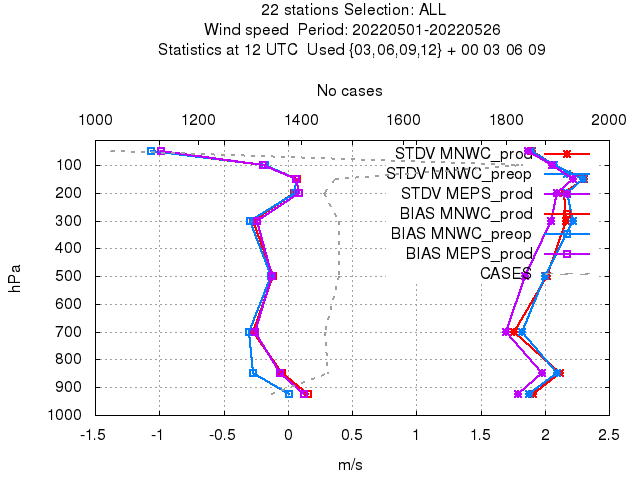 22 stations Selection: ALL
Wind speed  Period: 20220501-20220526
Statistics at 12 UTC  Used {03,06,09,12} + 00 03 06 09
No cases
1000 1200 1400 1600 1800 2000
STDV MNWC_prod
STDV MNWC_preop
STDV MEPS_prod
BIAS MNWC_prod
BIAS MNWC_preop
BIAS MEPS_prod
CASES
hPa
100
200
300
400
500
600
700
800
900
1000
-1.5 -1 -0.5 0 0.5 1 1.5 2 2.5
m/s